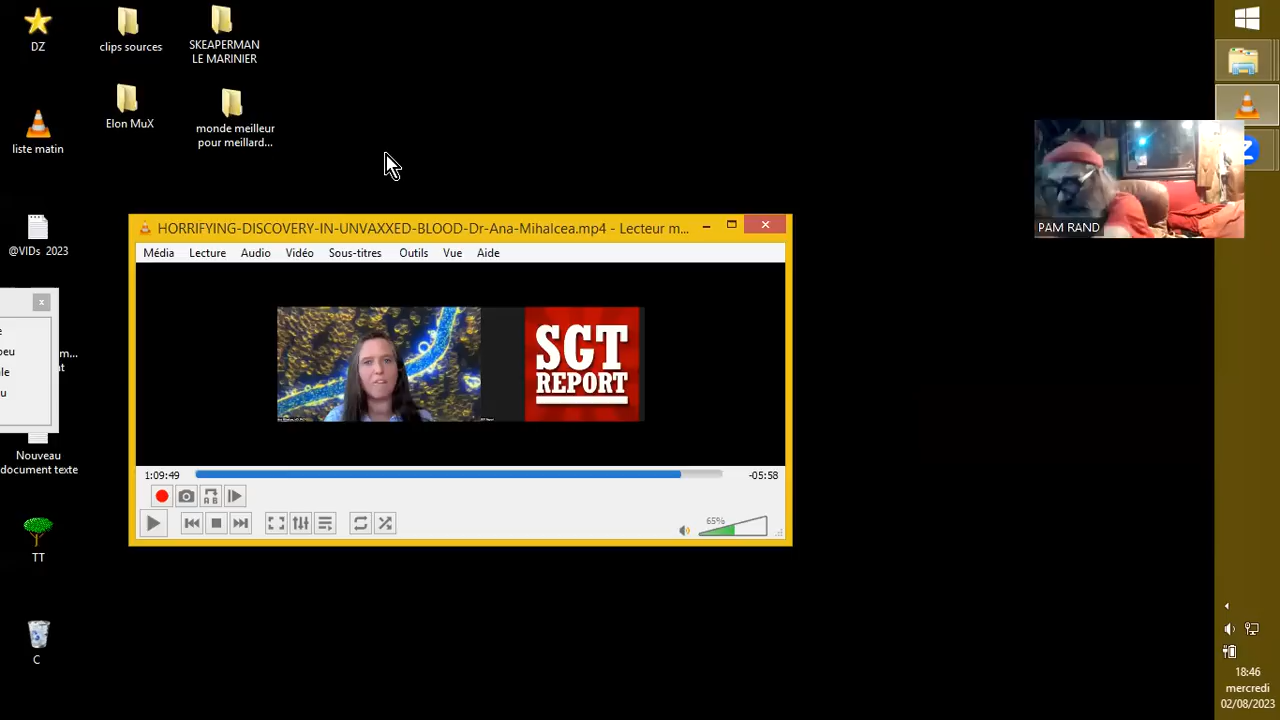 DZ
clips sources
SKEAPERMAN
LE MARINIER
Elon MuX
monde meilleur
pour meillard...
liste matin
@VIDs 2023
PAM RAND
HORRIFYING-DISCOVERY-IN-UNVAXXED-BLOOD-Dr-Ana-Mihalcea.mp4 - Lecteur m...
Média Lecture Audio Vidéo Sous-titres Outils Vue Aide
SGT
REPORT
1:09:49
-05:58
65%
Nouveau
document texte
TT
C
18:46
mercredi
02/08/2023